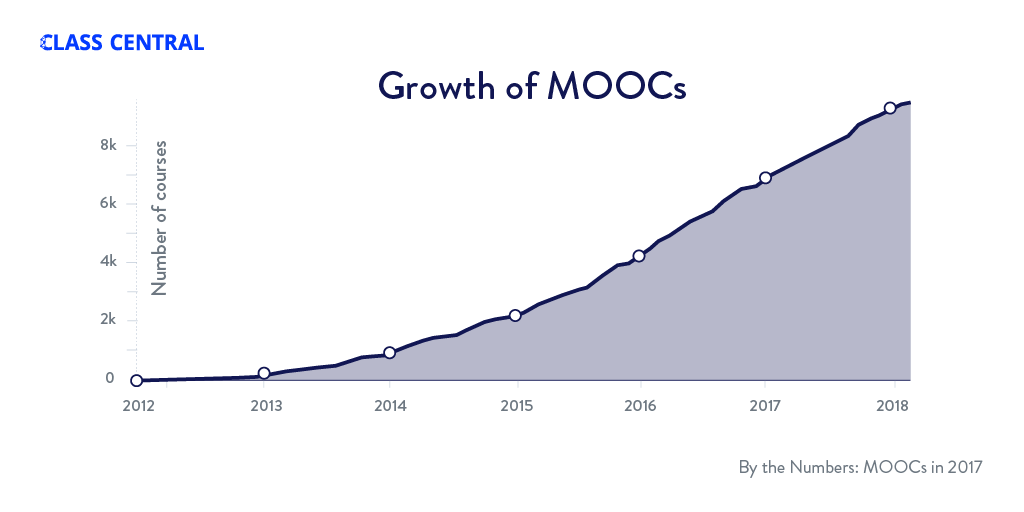 CLASS CENTRAL
Growth of MOOCs
Number of courses
8k
6k
4k
2k
0
2012 2013 2014 2015 2016 2017 2018
By the Numbers: MOOCs in 2017